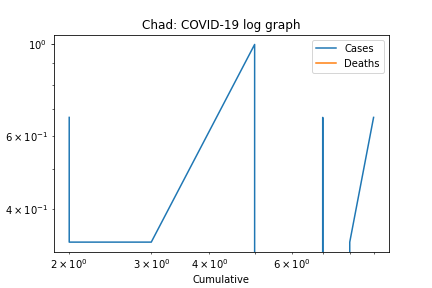 Chad: COVID-19 log graph
10⁰
Cases
Deaths
6 × 10⁻¹
4 × 10⁻¹
2 × 10⁰ 3 × 10⁰ 4 × 10⁰ 6 × 10⁰
Cumulative